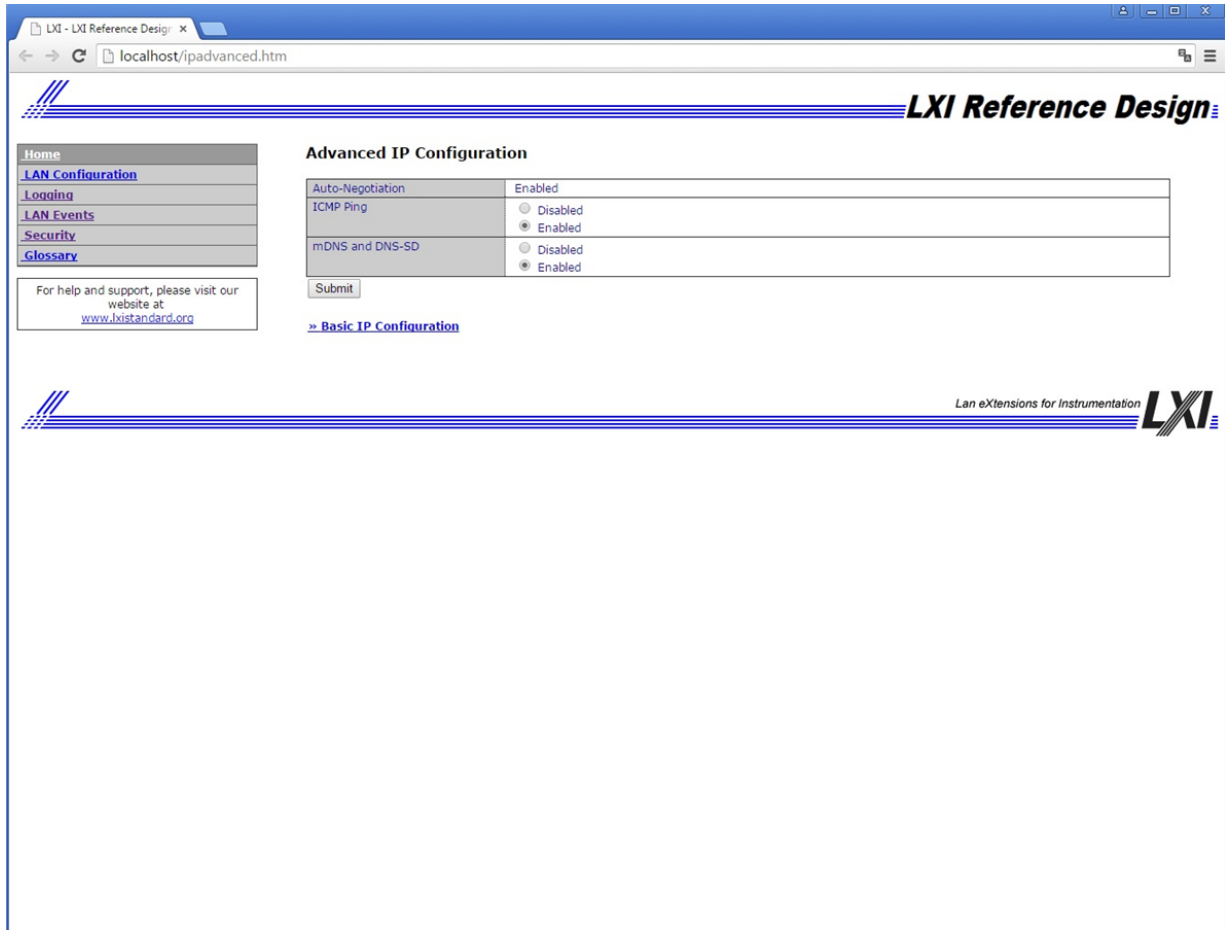 LXI - LXI Reference Design
localhost/ipadvanced.htm
LXI Reference Design
Home
LAN Configuration
Logging
LAN Events
Security
Glossary
For help and support, please visit our
website at
www.lxistandard.org
Advanced IP Configuration
Auto-Negotiation Enabled
ICMP Ping Disabled
Enabled
mDNS and DNS-SD Disabled
Enabled
Submit
» Basic IP Configuration
Lan eXtensions for Instrumentation
LXI